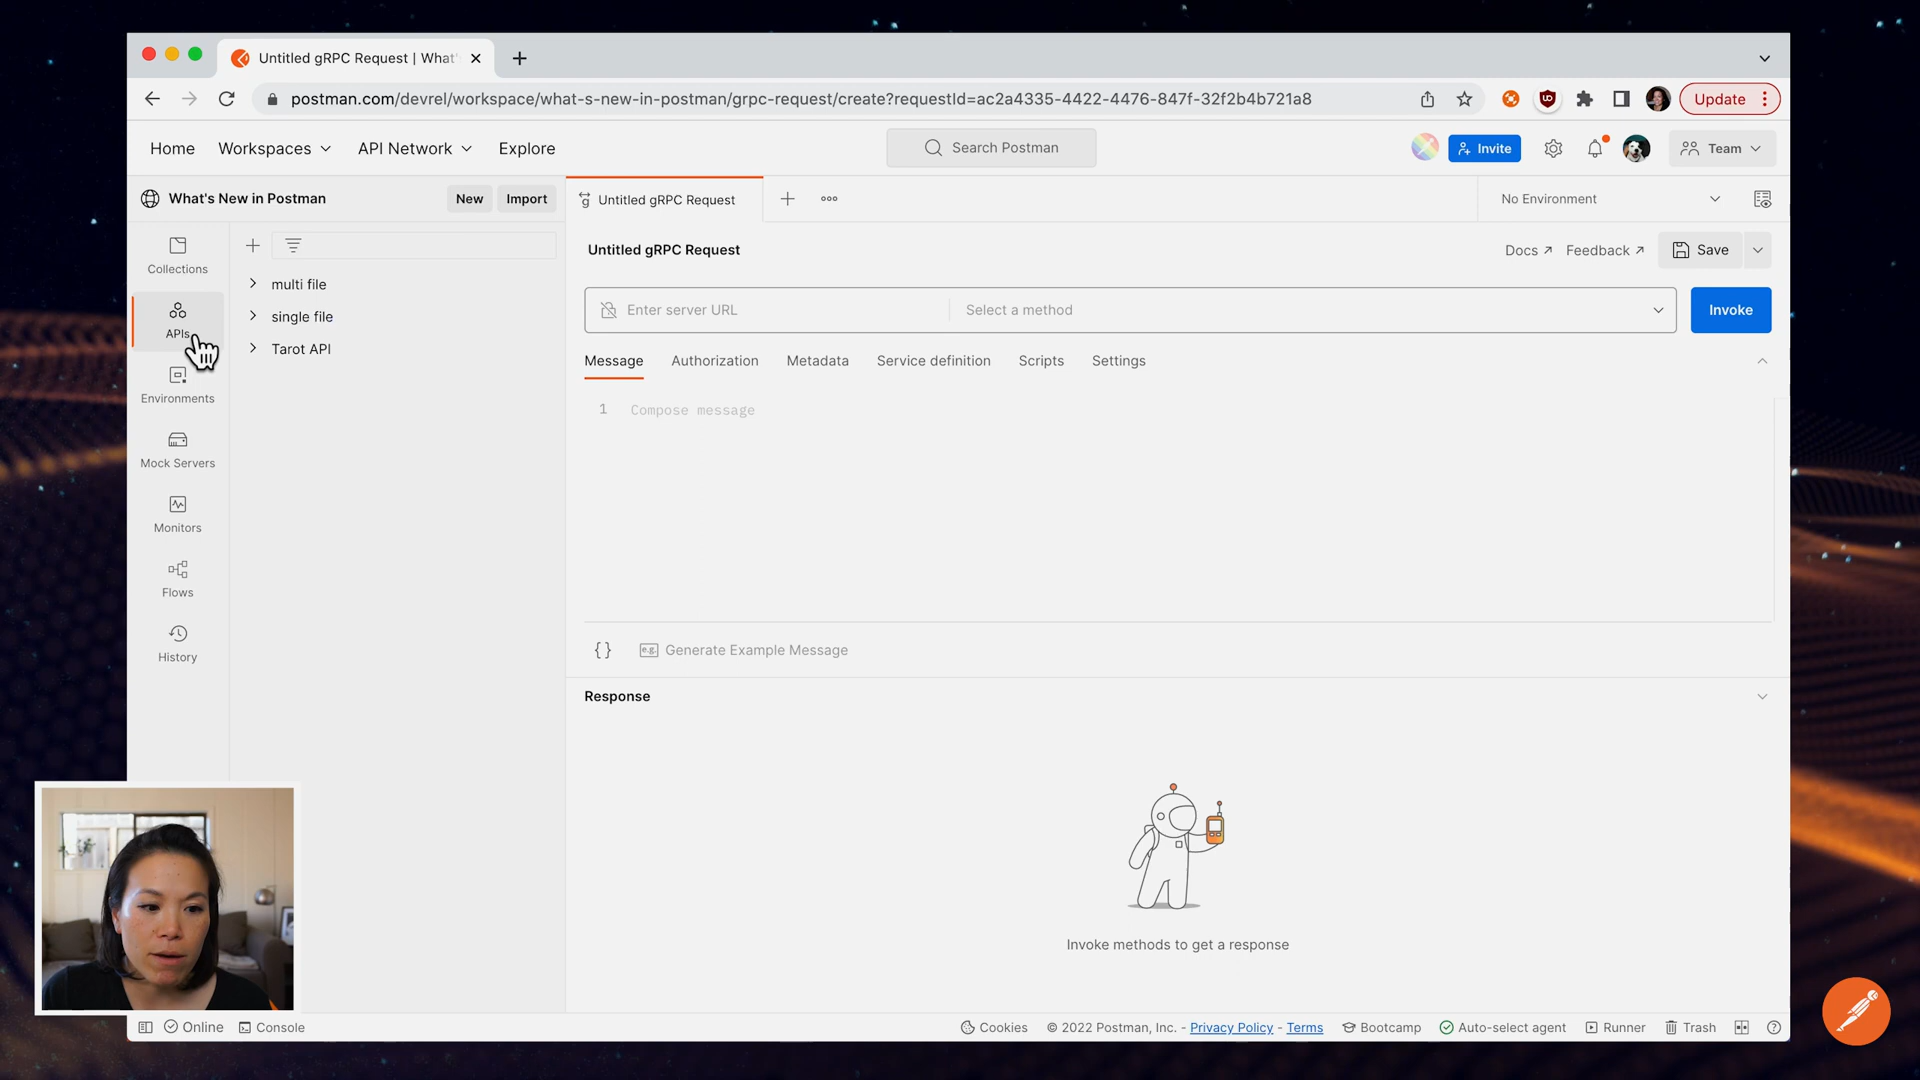 Untitled gRPC Request | What'
postman.com/devrel/workspace/what-s-new-in-postman/grpc-request/create?requestId=ac2a4335-4422-4476-847f-32f2b4b721a8
Update
Home
Workspaces
API Network
Explore
Search Postman
Invite
Team
What's New in Postman
New
Import
Untitled gRPC Request
No Environment
Collections
APIs
Environments
Mock Servers
Monitors
Flows
History
multi file
single file
Tarot API
Untitled gRPC Request
Docs
Feedback
Save
Enter server URL
Select a method
Invoke
Message
Authorization
Metadata
Service definition
Scripts
Settings
1
Compose message
{}
e.g.
Generate Example Message
Response
Invoke methods to get a response
Online
Console
Cookies
© 2022 Postman, Inc. - Privacy Policy - Terms
Bootcamp
Auto-select agent
Runner
Trash